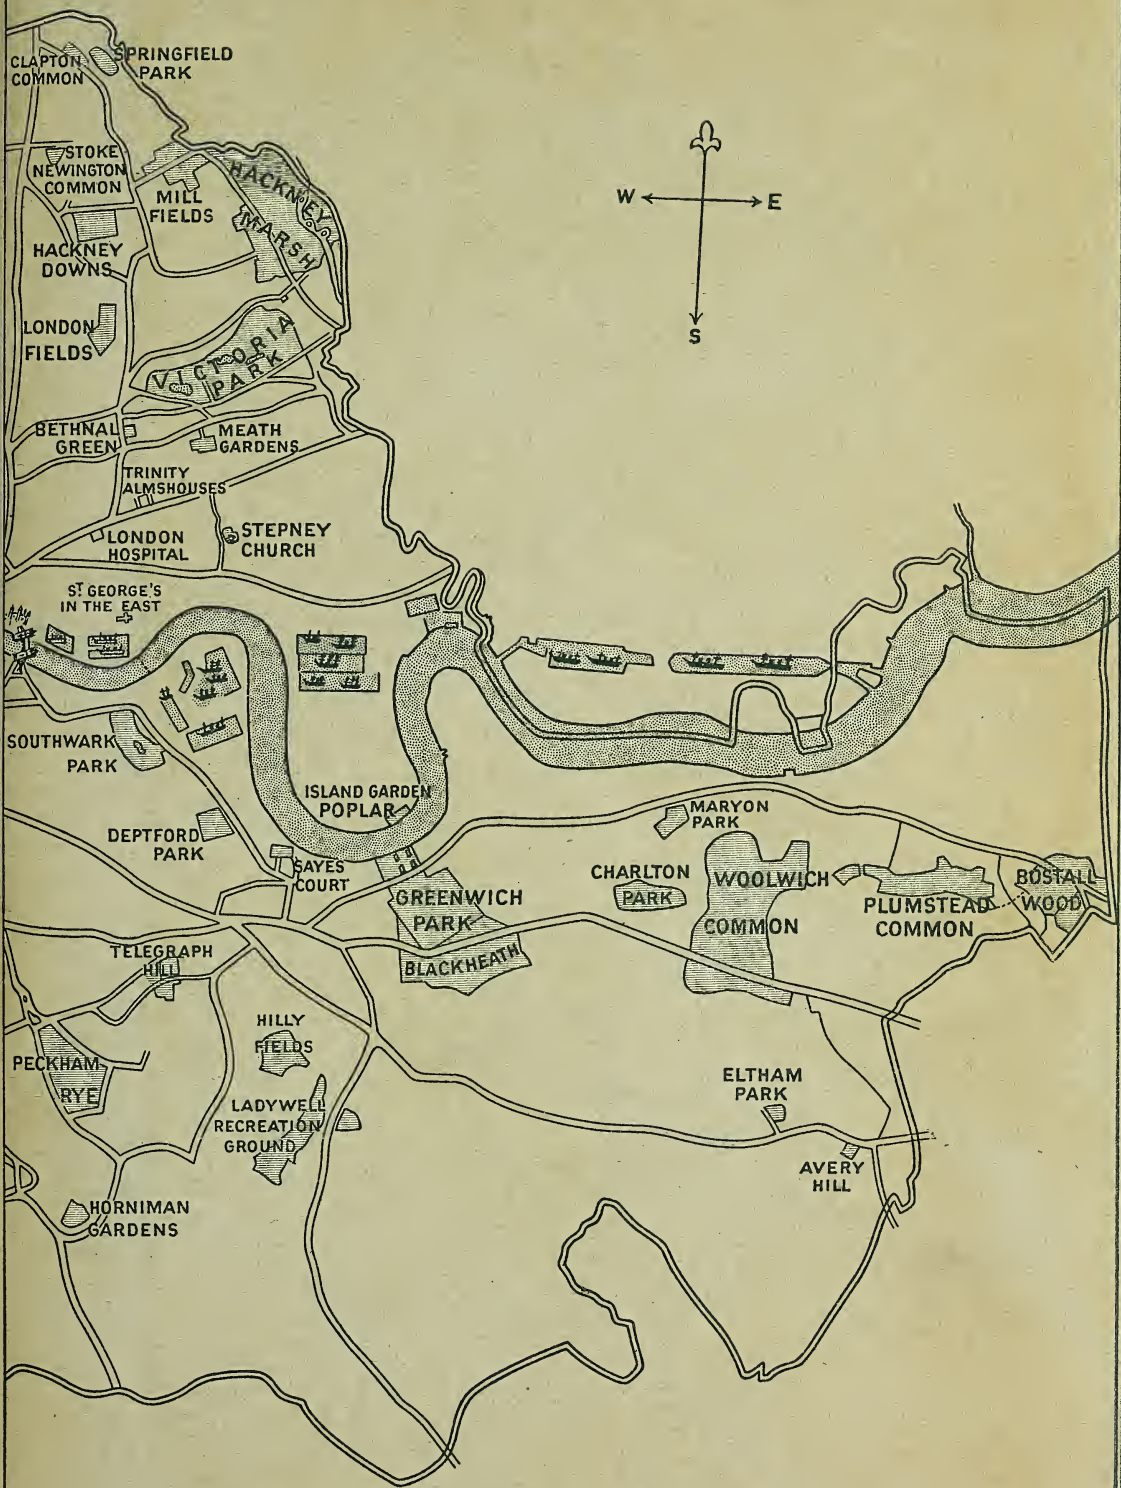 CLAPTON
COMMON
SPRINGFIELD
PARK
STOKE
NEWINGTON
COMMON
MILL
FIELDS
HACKNEY
MARSH
W
E
S
HACKNEY
DOWNS
LONDON
FIELDS
VICTORIA
PARK
BETHNAL
GREEN
MEATH
GARDENS
TRINITY
ALMSHOUSES
LONDON
HOSPITAL
STEPNEY
CHURCH
ST GEORGE'S
IN THE EAST
SOUTHWARK
PARK
ISLAND GARDEN
POPLAR
DEPTFORD
PARK
SAYES
COURT
MARYON
PARK
GREENWICH
PARK
CHARLTON
PARK
WOOLWICH
COMMON
PLUMSTEAD
COMMON
BOSTALL
WOOD
TELEGRAPH
HILL
BLACKHEATH
HILLY
FIELDS
PECKHAM
RYE
LADYWELL
RECREATION
GROUND
ELTHAM
PARK
AVERY
HILL
HORNIMAN
GARDENS